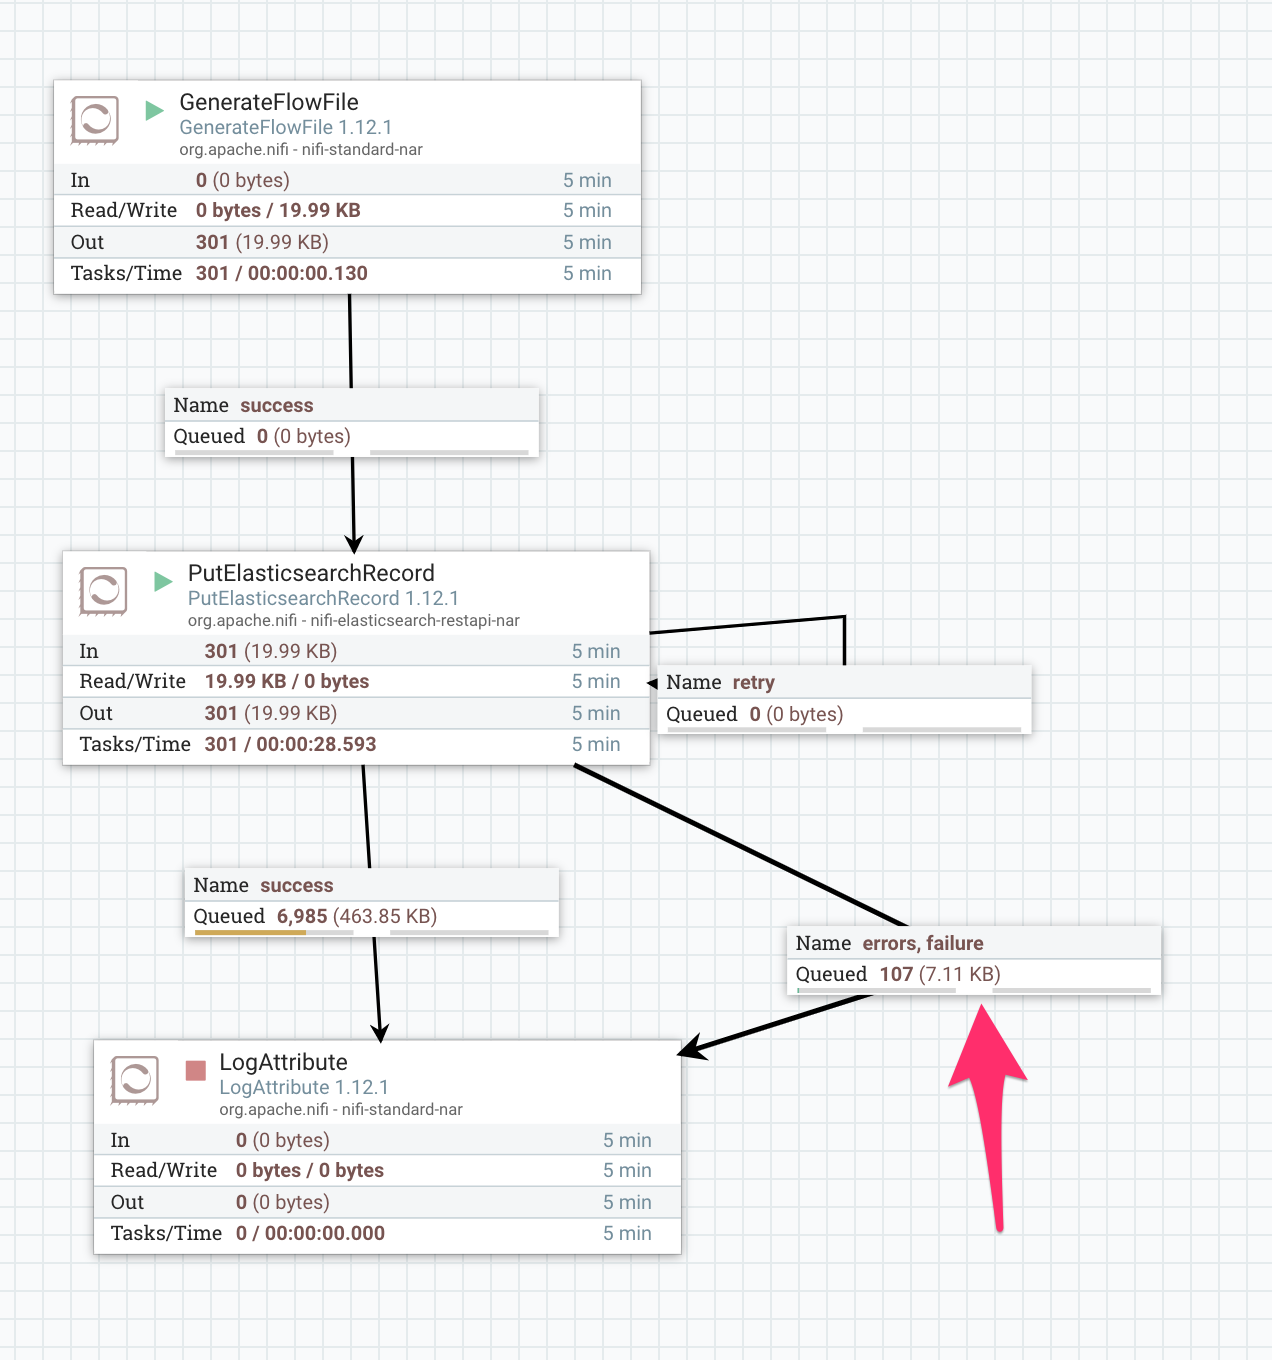 GenerateFlowFile
GenerateFlowFile 1.12.1
org.apache.nifi - nifi-standard-nar
In 0 (0 bytes) 5 min
Read/Write 0 bytes / 19.99 KB 5 min
Out 301 (19.99 KB) 5 min
Tasks/Time 301 / 00:00:00.130 5 min
Name success
Queued 0 (0 bytes)
PutElasticsearchRecord
PutElasticsearchRecord 1.12.1
org.apache.nifi - nifi-elasticsearch-restapi-nar
In 301 (19.99 KB) 5 min
Read/Write 19.99 KB / 0 bytes 5 min
Out 301 (19.99 KB) 5 min
Tasks/Time 301 / 00:00:28.593 5 min
Name retry
Queued 0 (0 bytes)
Name success
Queued 6,985 (463.85 KB)
Name errors, failure
Queued 107 (7.11 KB)
LogAttribute
LogAttribute 1.12.1
org.apache.nifi - nifi-standard-nar
In 0 (0 bytes) 5 min
Read/Write 0 bytes / 0 bytes 5 min
Out 0 (0 bytes) 5 min
Tasks/Time 0 / 00:00:00.000 5 min